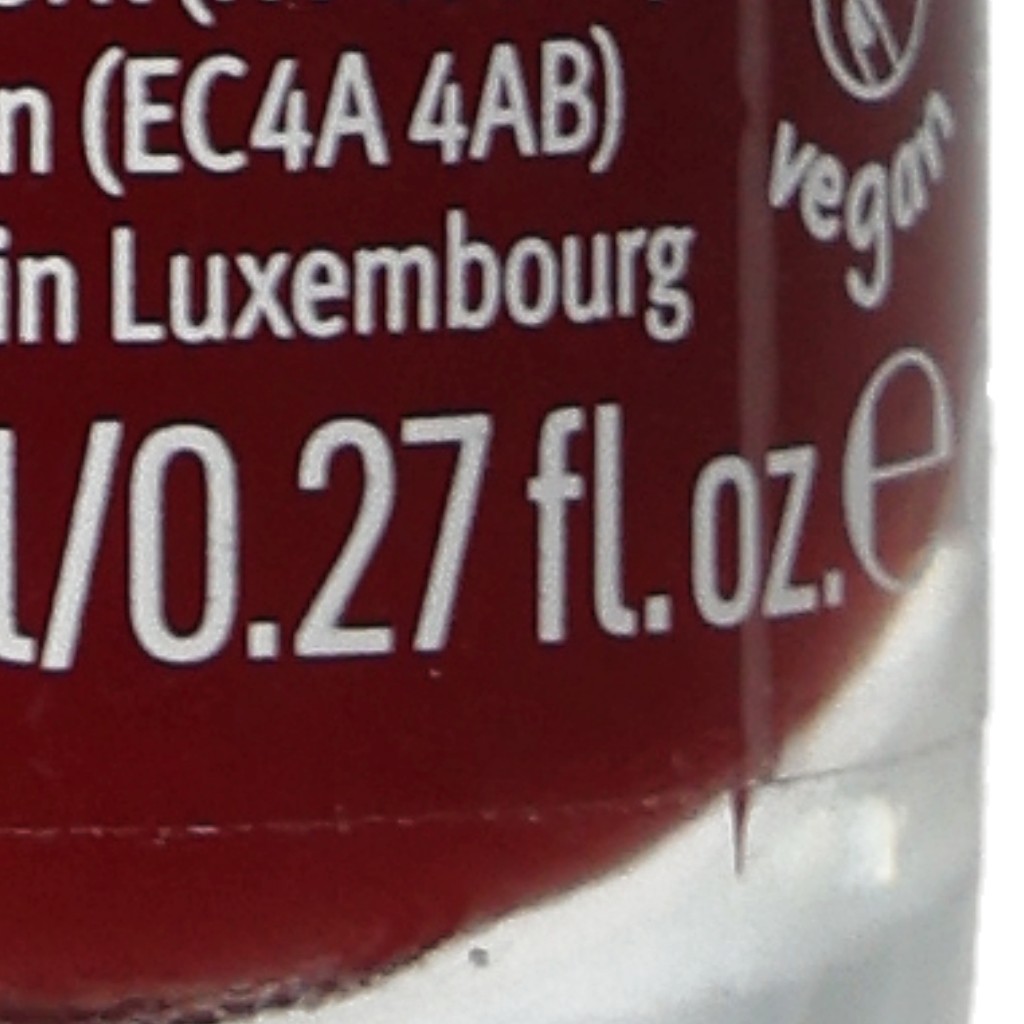 n (EC4A 4AB)
in Luxembourg
l/0.27 fl.oz. ℮
vegan